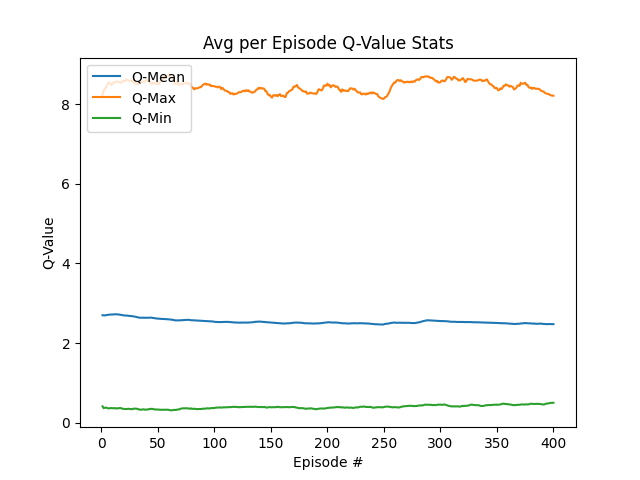 Avg per Episode Q-Value Stats
Q-Mean
Q-Max
Q-Min
Q-Value
8
6
4
2
0
0 50 100 150 200 250 300 350 400
Episode #